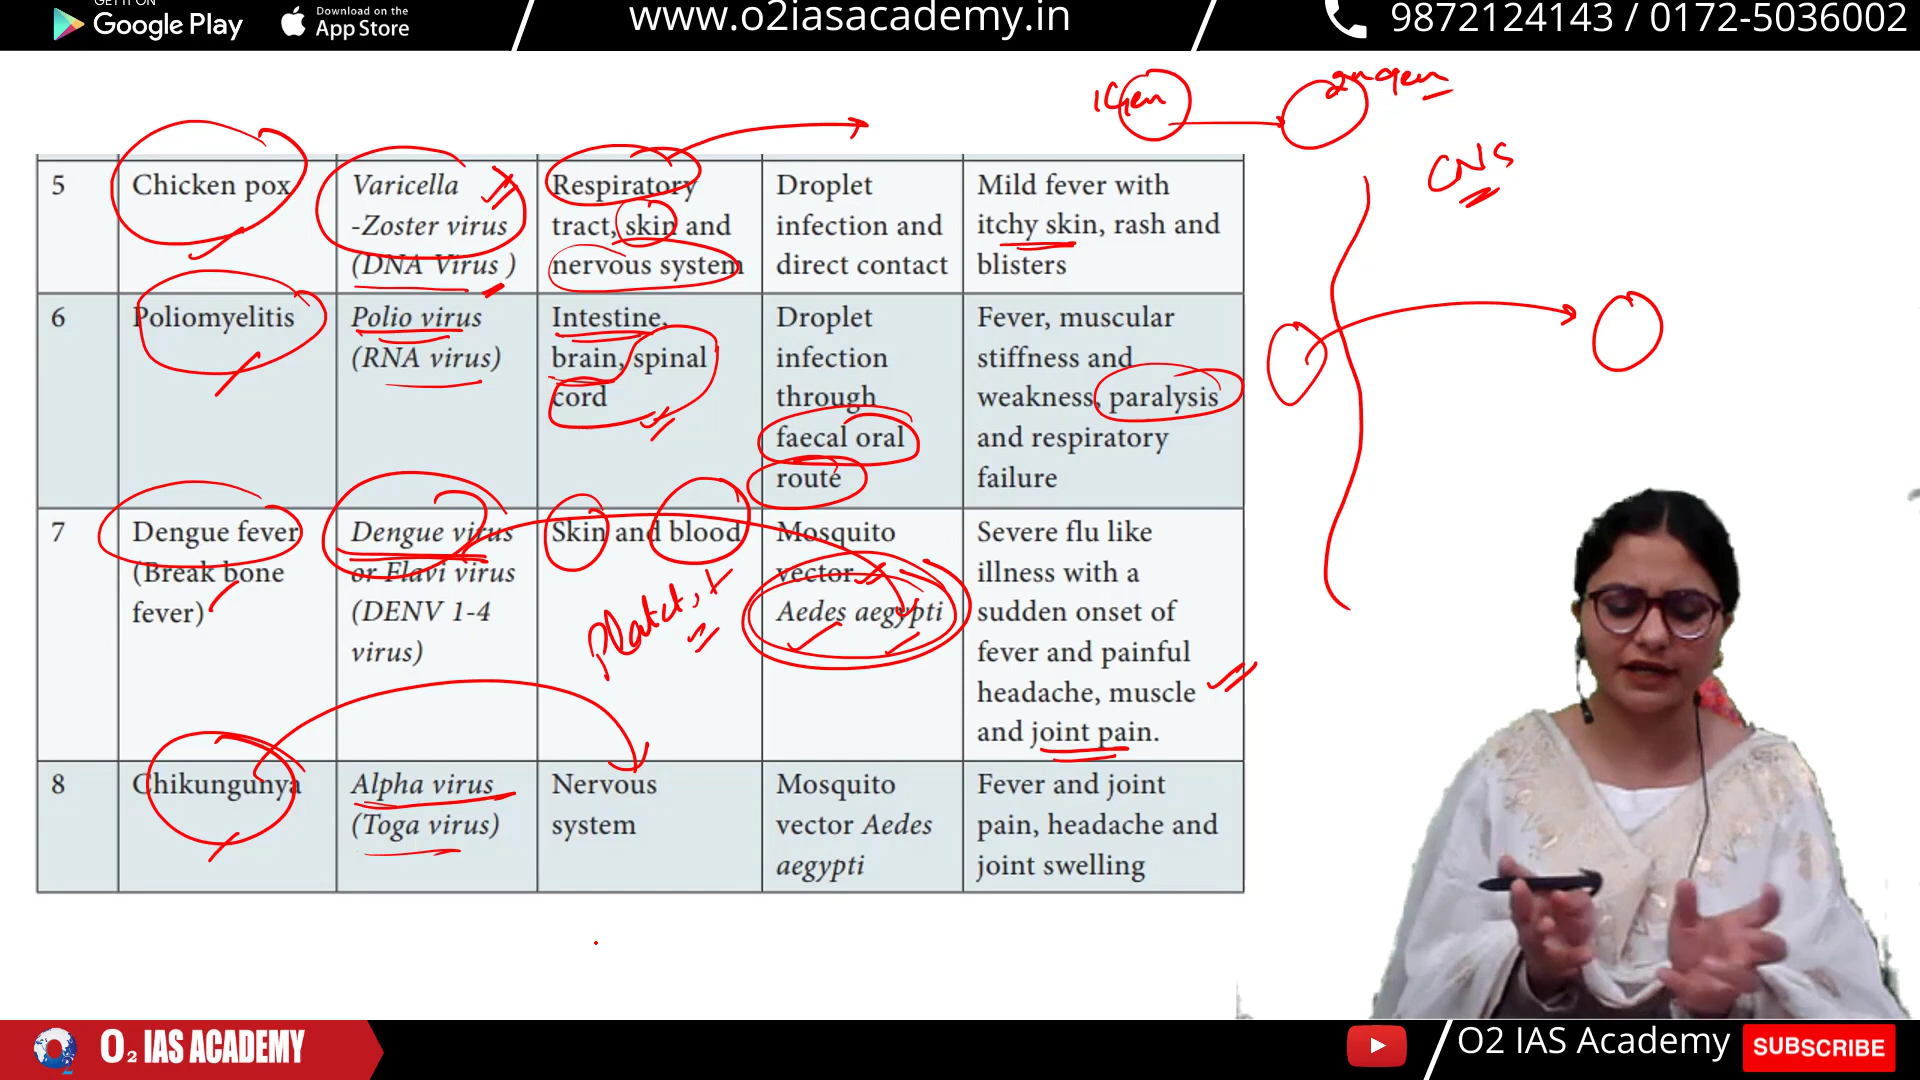 GET IT ON
Google Play
Download on the
App Store
www.o2iasacademy.in
9872124143 / 0172-5036002
1Gen
2n gen
CNS
5
Chicken pox
Varicella
-Zoster virus
(DNA Virus )
Respiratory
tract, skin and
nervous system
Droplet
infection and
direct contact
Mild fever with
itchy skin, rash and
blisters
6
Poliomyelitis
Polio virus
(RNA virus)
Intestine,
brain, spinal
cord
Droplet
infection
through
faecal oral
route
Fever, muscular
stiffness and
weakness, paralysis
and respiratory
failure
7
Dengue fever
(Break bone
fever)
Dengue virus
or Flavi virus
(DENV 1-4
virus)
Skin and blood
Mosquito
vector
Aedes aegypti
Severe flu like
illness with a
sudden onset of
fever and painful
headache, muscle
and joint pain.
8
Chikungunya
Alpha virus
(Toga virus)
Nervous
system
Mosquito
vector Aedes
aegypti
Fever and joint
pain, headache and
joint swelling
O2 IAS ACADEMY
O2 IAS Academy
SUBSCRIBE